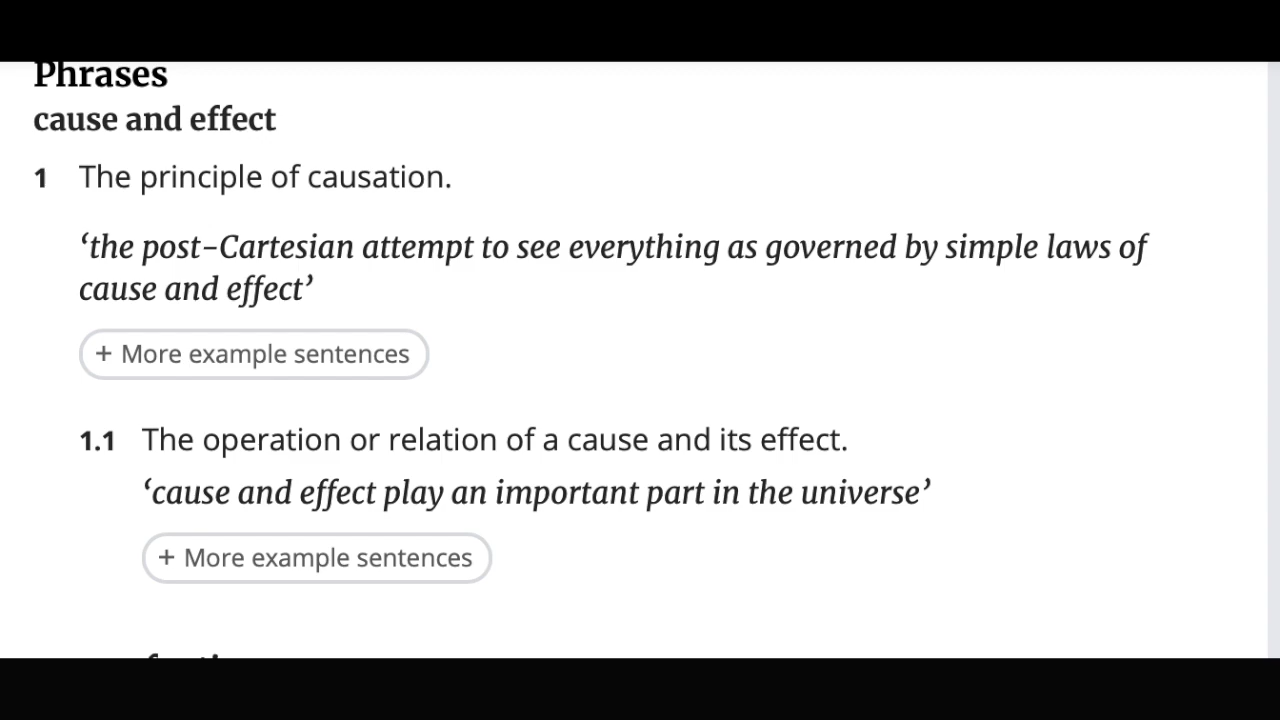 Phrases
cause and effect
1 The principle of causation.
‘the post-Cartesian attempt to see everything as governed by simple laws of
cause and effect’
+ More example sentences
1.1 The operation or relation of a cause and its effect.
‘cause and effect play an important part in the universe’
+ More example sentences